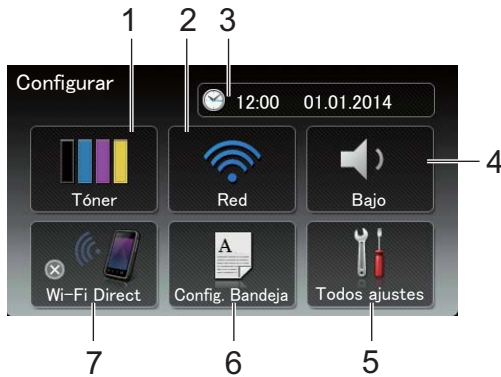 1 2 3
Configurar
12:00 01.01.2014
4
Tóner Red Bajo
A
Wi-Fi Direct Config. Bandeja Todos ajustes
7 6 5